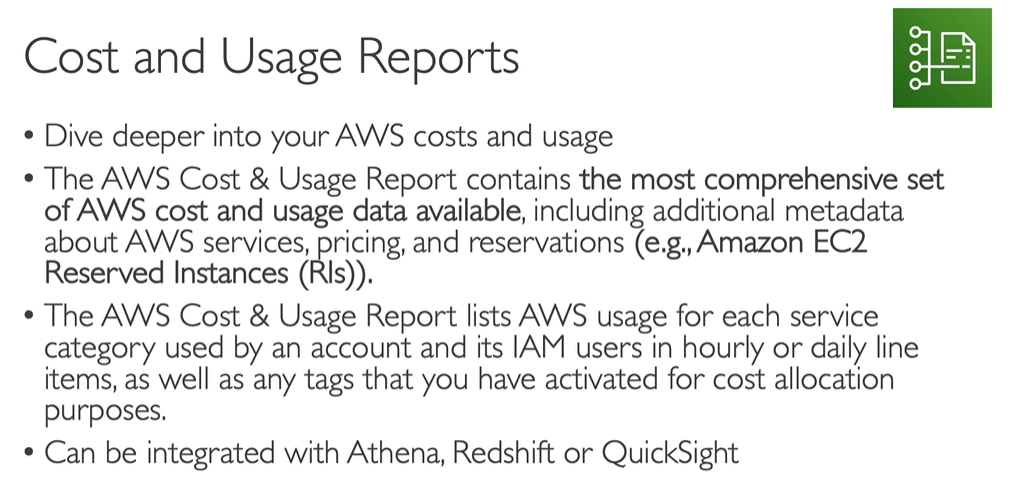 Cost and Usage Reports
• Dive deeper into your AWS costs and usage
• The AWS Cost & Usage Report contains the most comprehensive set
of AWS cost and usage data available, including additional metadata
about AWS services, pricing, and reservations (e.g., Amazon EC2
Reserved Instances (RIs)).
• The AWS Cost & Usage Report lists AWS usage for each service
category used by an account and its IAM users in hourly or daily line
items, as well as any tags that you have activated for cost allocation
purposes.
• Can be integrated with Athena, Redshift or QuickSight